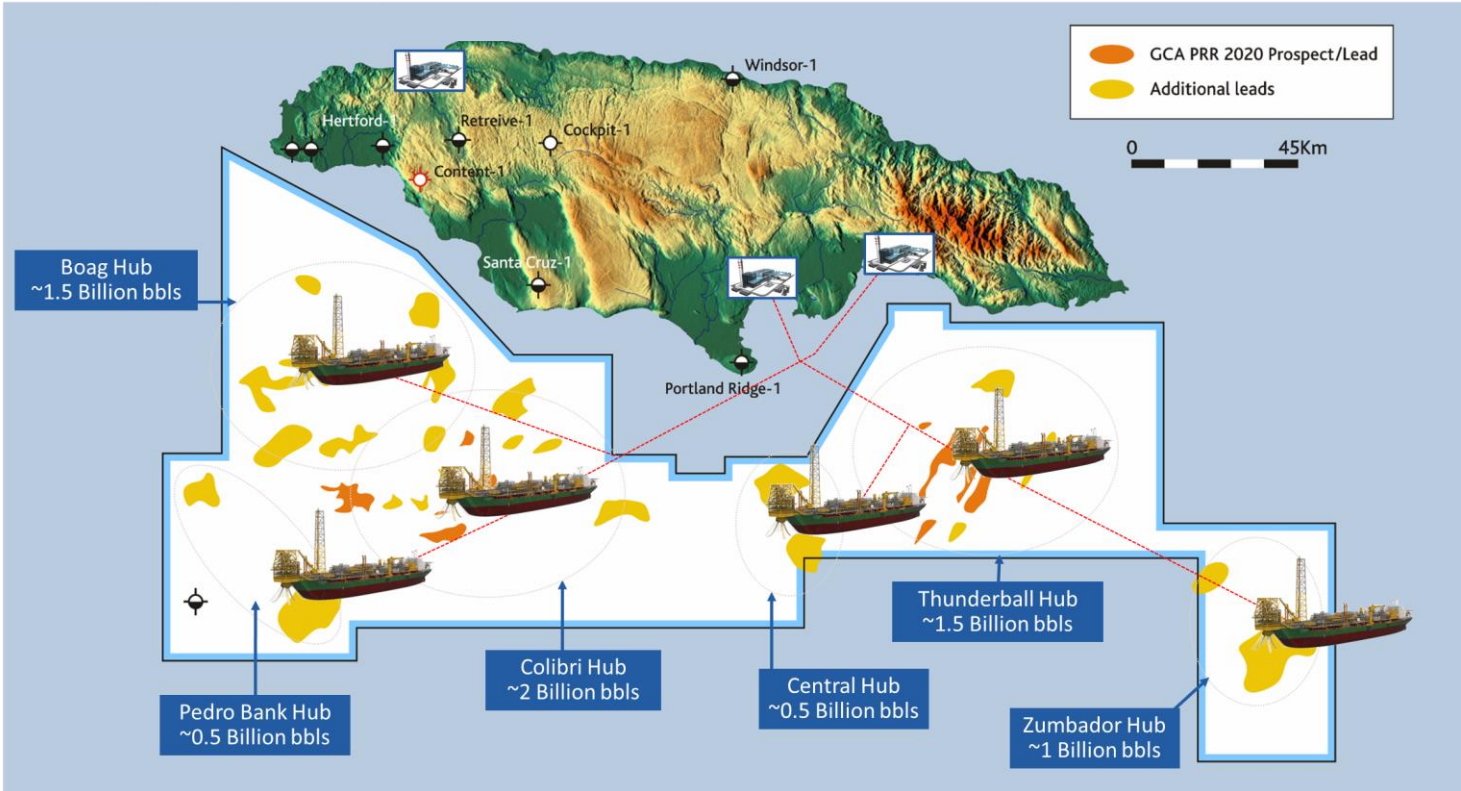 Windsor-1
GCA PRR 2020 Prospect/Lead
Additional leads
Hertford-1
Retreive-1
Cockpit-1
0
45Km
Content-1
Boag Hub
~1.5 Billion bbls
Santa Cruz-1
Portland Ridge-1
Thunderball Hub
~1.5 Billion bbls
Colibri Hub
~2 Billion bbls
Central Hub
~0.5 Billion bbls
Pedro Bank Hub
~0.5 Billion bbls
Zumbador Hub
~1 Billion bbls